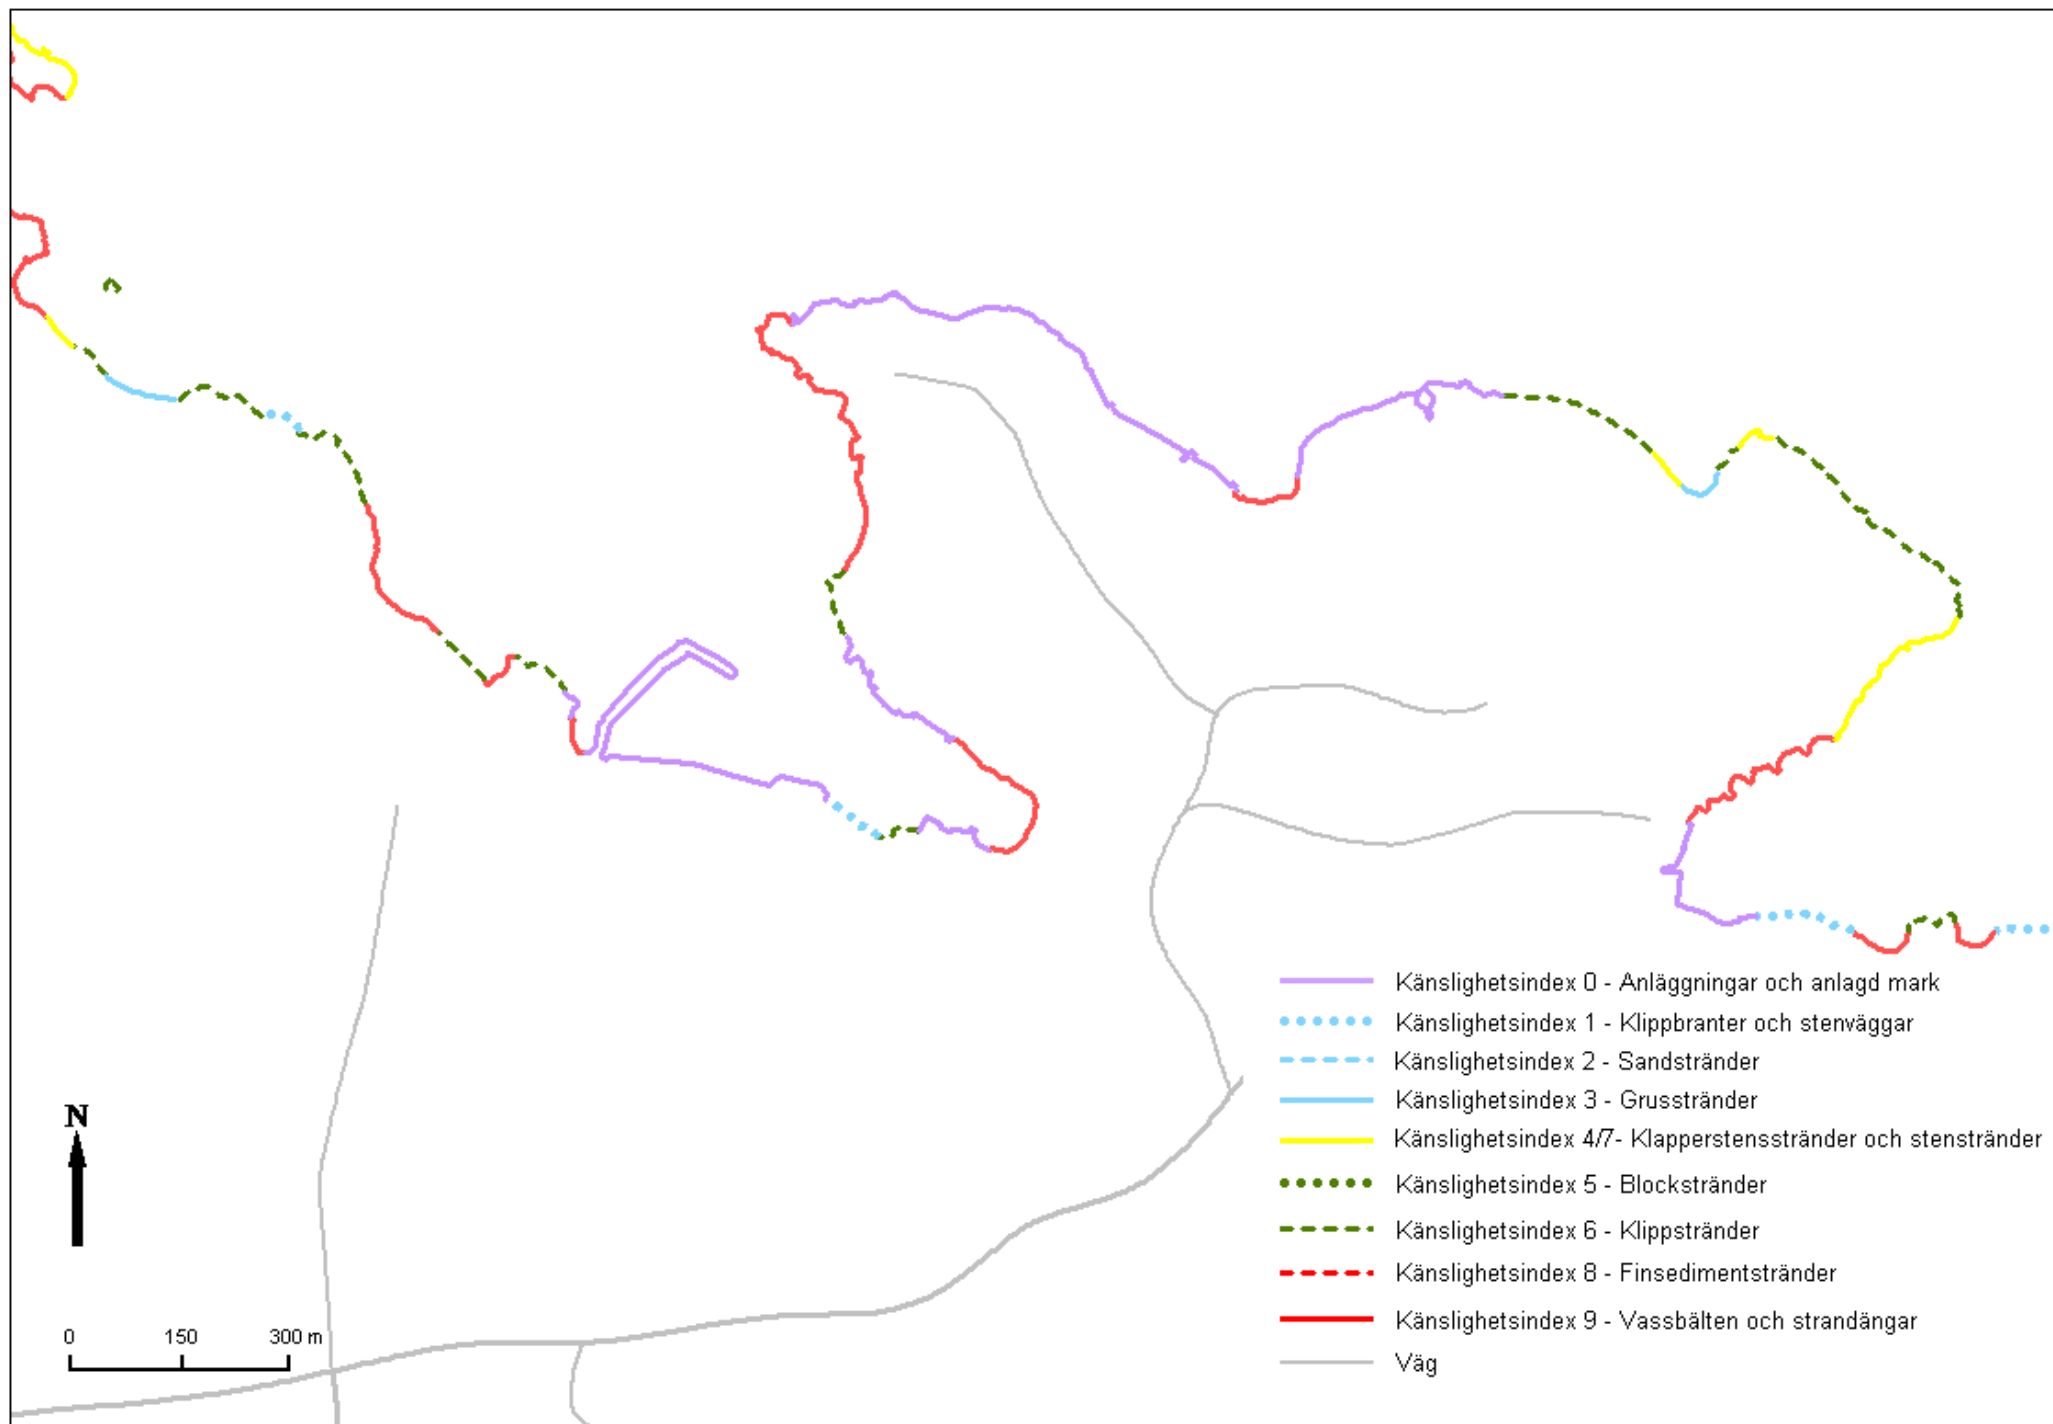 Känslighetsindex 0 - Anläggningar och anlagd mark
Känslighetsindex 1 - Klippbranter och stenväggar
Känslighetsindex 2 - Sandstränder
Känslighetsindex 3 - Grusstränder
Känslighetsindex 4/7- Klapperstensstränder och stenstränder
Känslighetsindex 5 - Blockstränder
Känslighetsindex 6 - Klippstränder
Känslighetsindex 8 - Finsedimentstränder
Känslighetsindex 9 - Vassbälten och strandängar
Väg
N
0 150 300 m